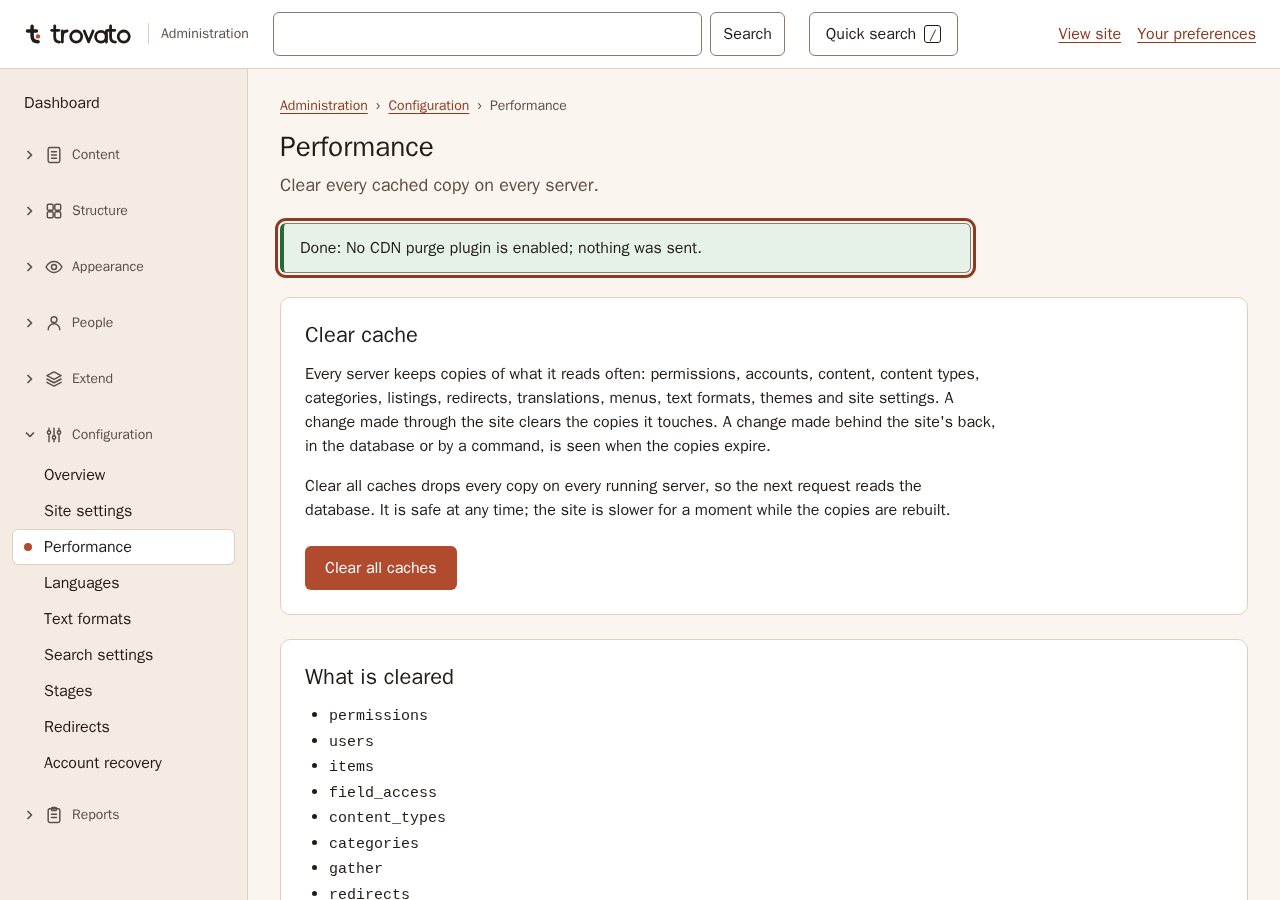 trovato
Administration
Search
Quick search /
View site
Your preferences
Dashboard
Content
Structure
Appearance
People
Extend
Configuration
Overview
Site settings
Performance
Languages
Text formats
Search settings
Stages
Redirects
Account recovery
Reports
Administration › Configuration › Performance
Performance
Clear every cached copy on every server.
Done: No CDN purge plugin is enabled; nothing was sent.
Clear cache
Every server keeps copies of what it reads often: permissions, accounts, content, content types,
categories, listings, redirects, translations, menus, text formats, themes and site settings. A
change made through the site clears the copies it touches. A change made behind the site's back,
in the database or by a command, is seen when the copies expire.
Clear all caches drops every copy on every running server, so the next request reads the
database. It is safe at any time; the site is slower for a moment while the copies are rebuilt.
Clear all caches
What is cleared
permissions
users
items
field_access
content_types
categories
gather
redirects